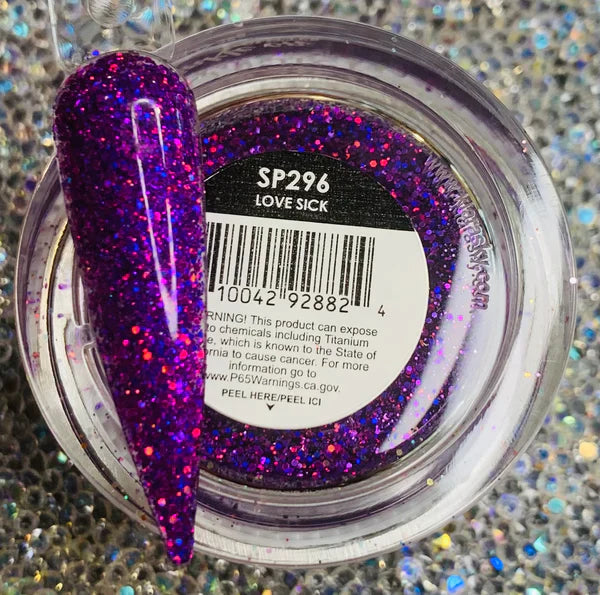 SP296
LOVE SICK
10042 92882 4
RNING! This product can expose
to chemicals including Titanium
e, which is known to the State of
rnia to cause cancer. For more
information go to
www.P65Warnings.ca.gov.
PEEL HERE/PEEL ICI